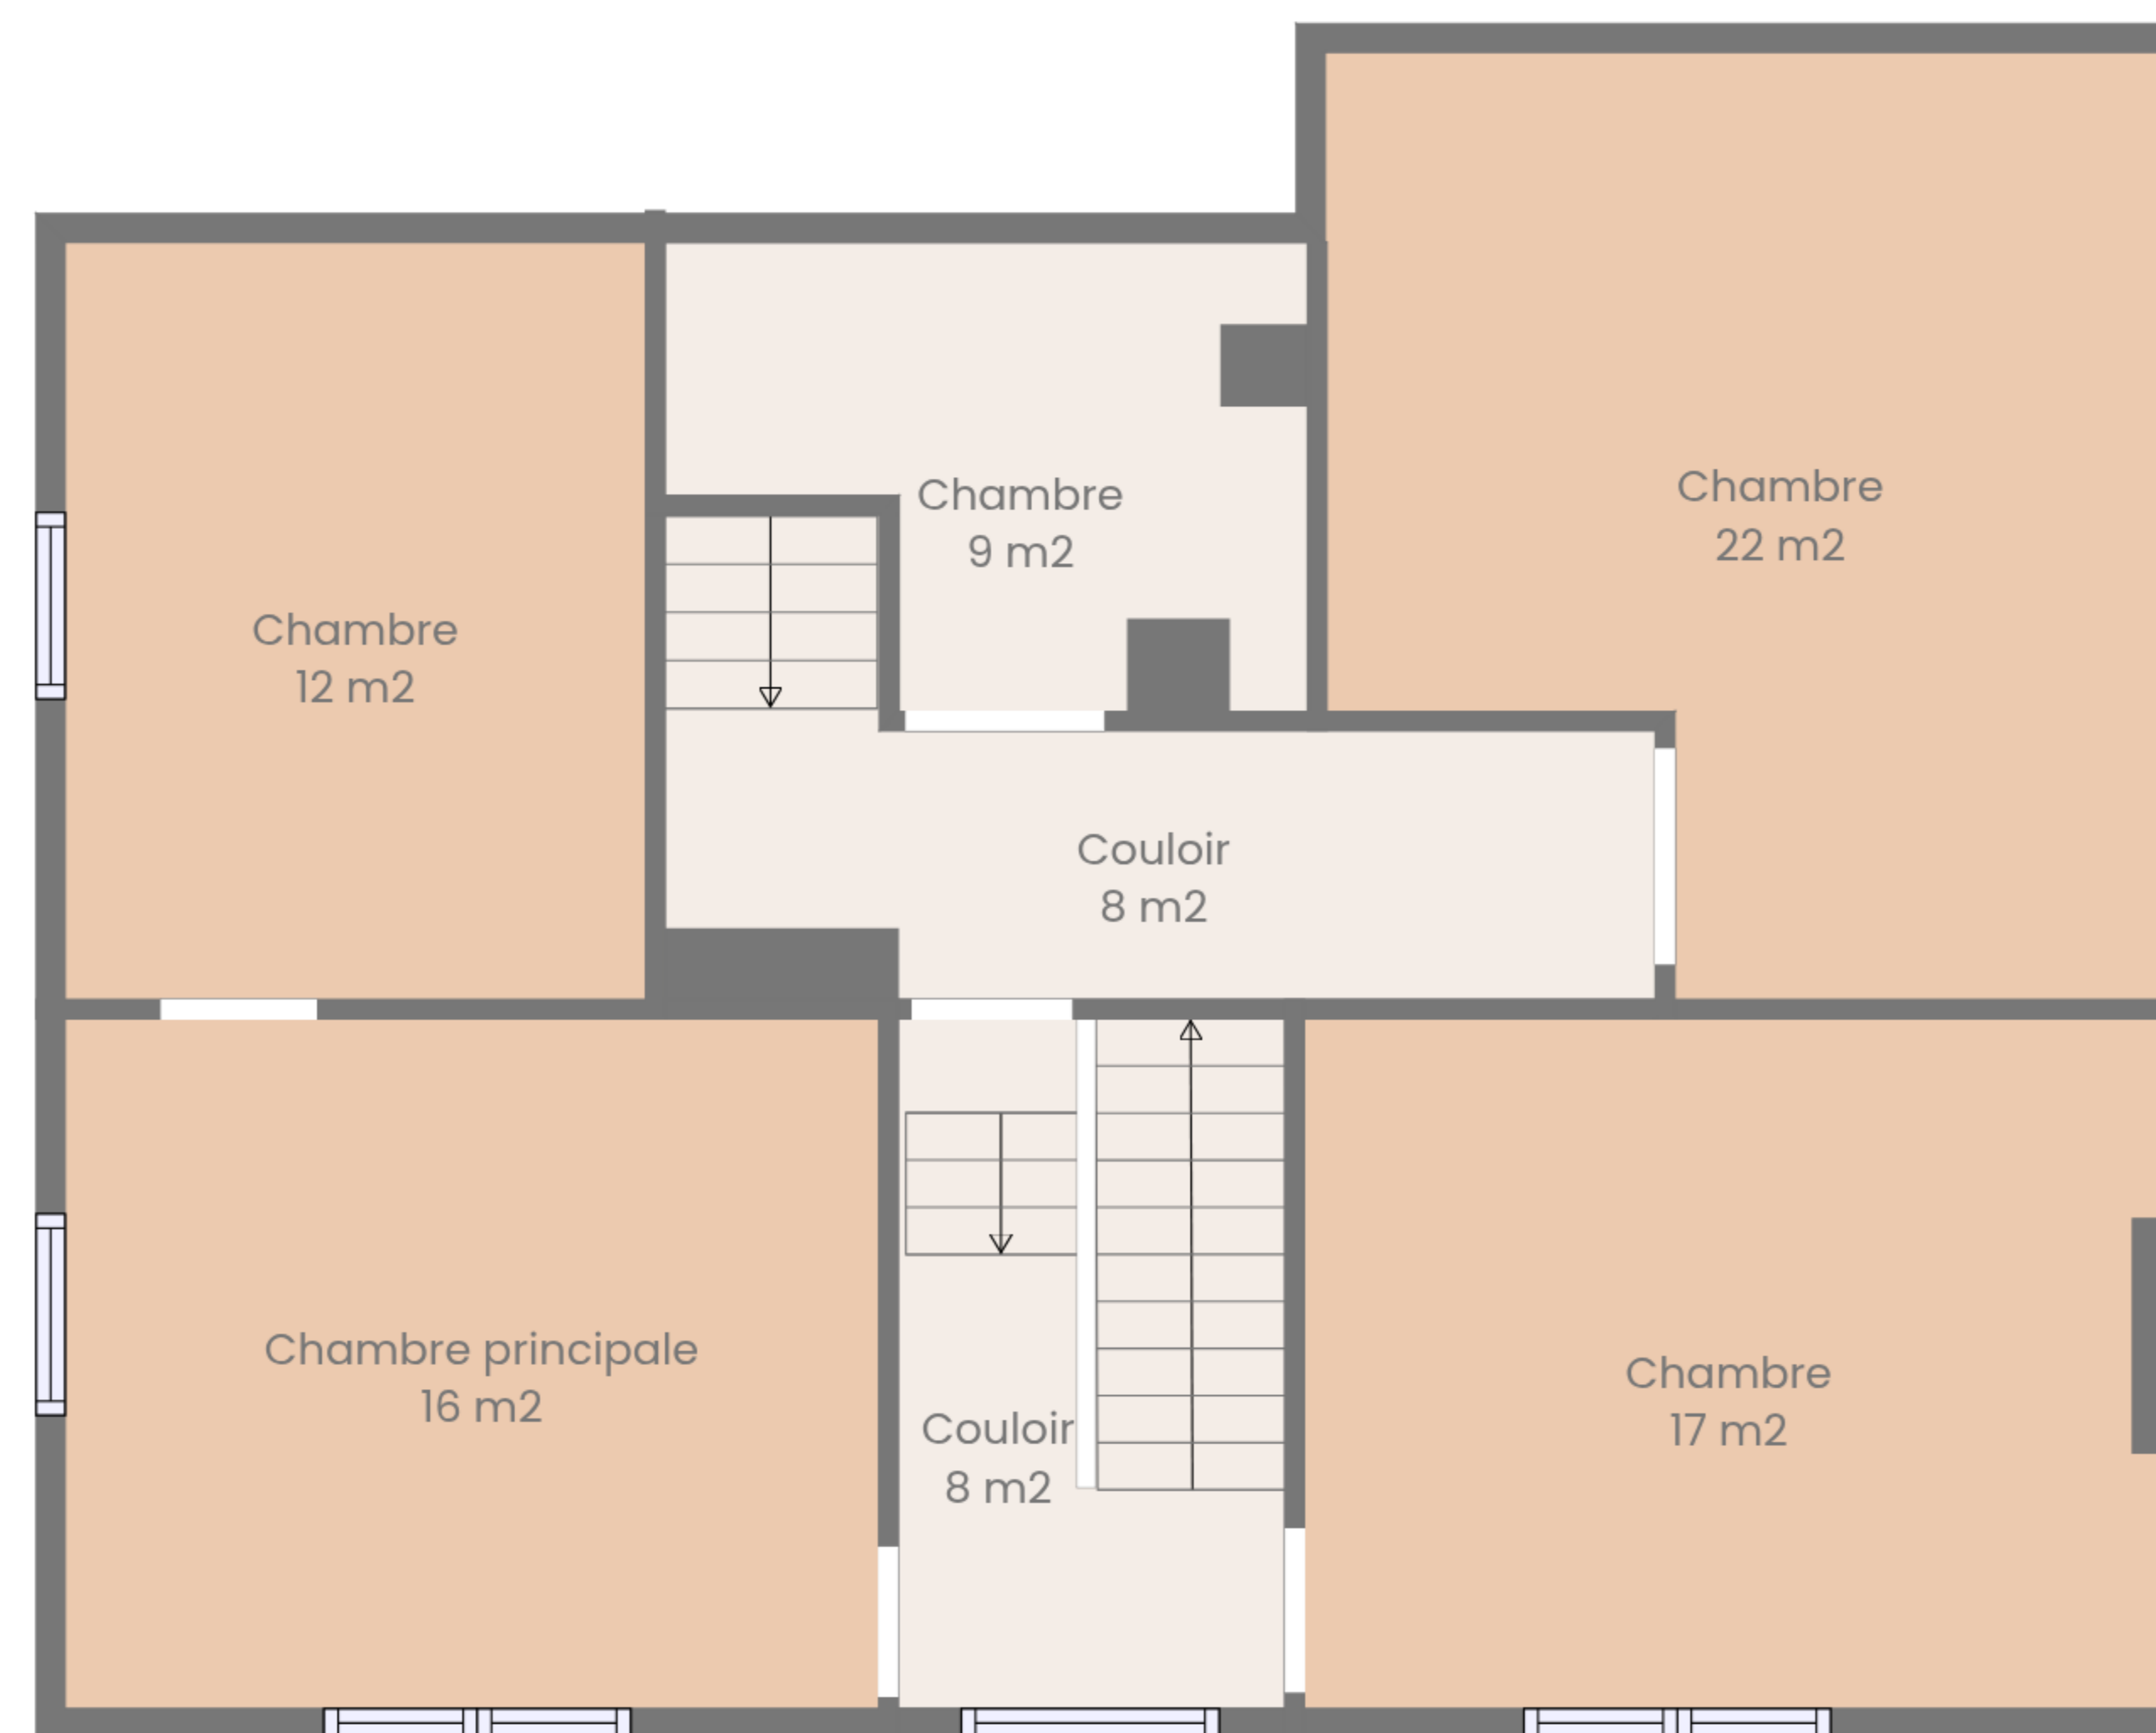 Chambre
22 m2
Chambre
9 m2
Chambre
12 m2
Couloir
8 m2
Chambre principale
16 m2
Chambre
17 m2
Couloir
8 m2